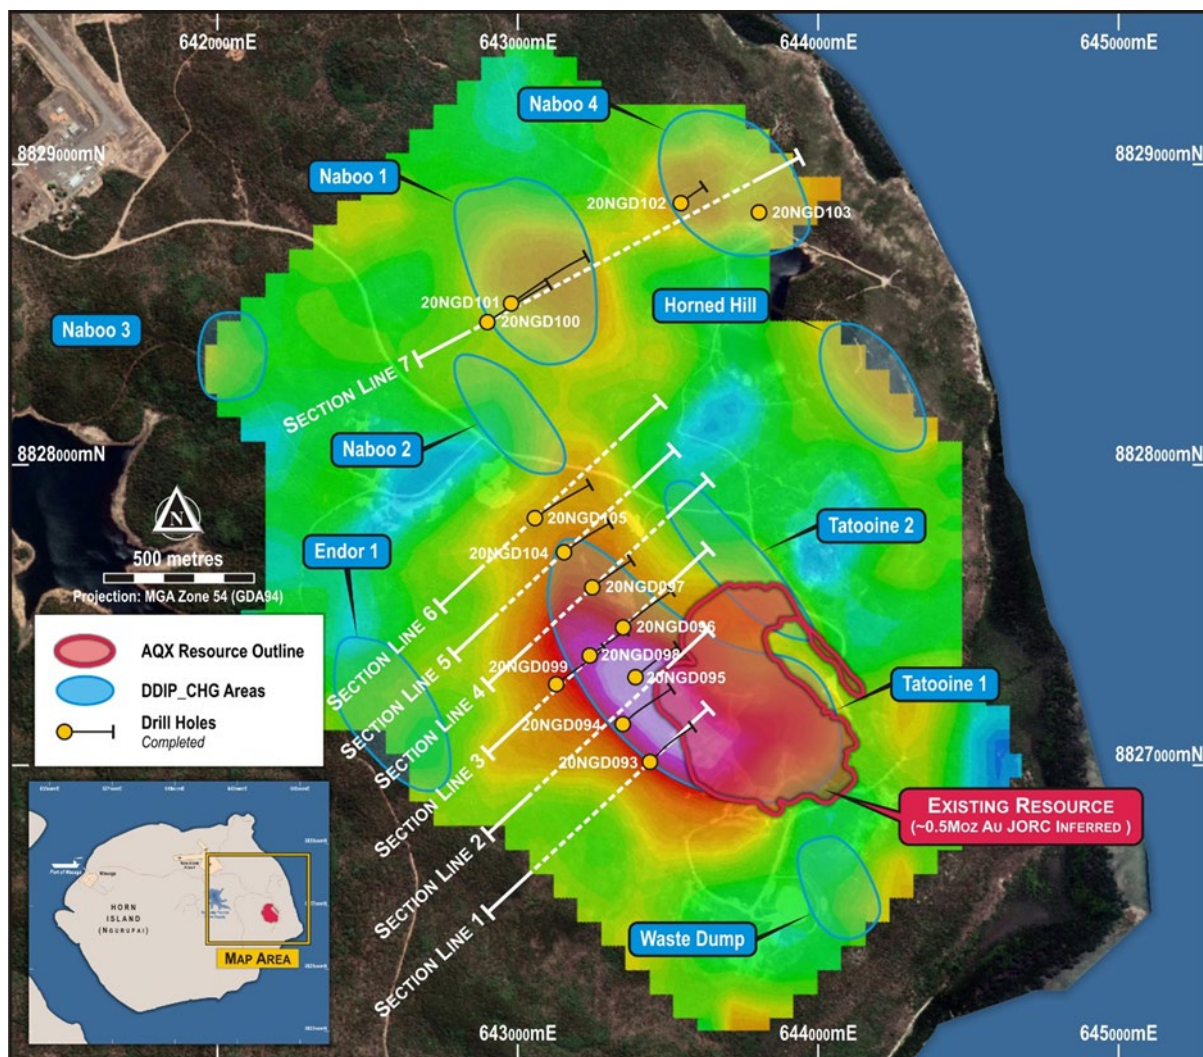 642000mE
643000mE
644000mE
645000mE
8829000mN
8829000mN
Naboo 4
Naboo 1
20NGD102
20NGD103
20NGD101
20NGD100
Horned Hill
Naboo 3
SECTION LINE 7
Naboo 2
8828000mN
8828000mN
N
500 metres
Projection: MGA Zone 54 (GDA94)
Endor 1
20NGD105
20NGD104
Tatooine 2
20NGD097
20NGD096
20NGD098
20NGD099
20NGD095
20NGD094
20NGD093
Tatooine 1
SECTION LINE 6
SECTION LINE 5
SECTION LINE 4
SECTION LINE 3
SECTION LINE 2
SECTION LINE 1
AQX Resource Outline
DDIP_CHG Areas
Drill Holes
Completed
8827000mN
EXISTING RESOURCE
(~0.5MOZ AU JORC INFERRED )
Waste Dump
HORN
ISLAND
(NGURUPAI)
MAP AREA
643000mE
644000mE
645000mE